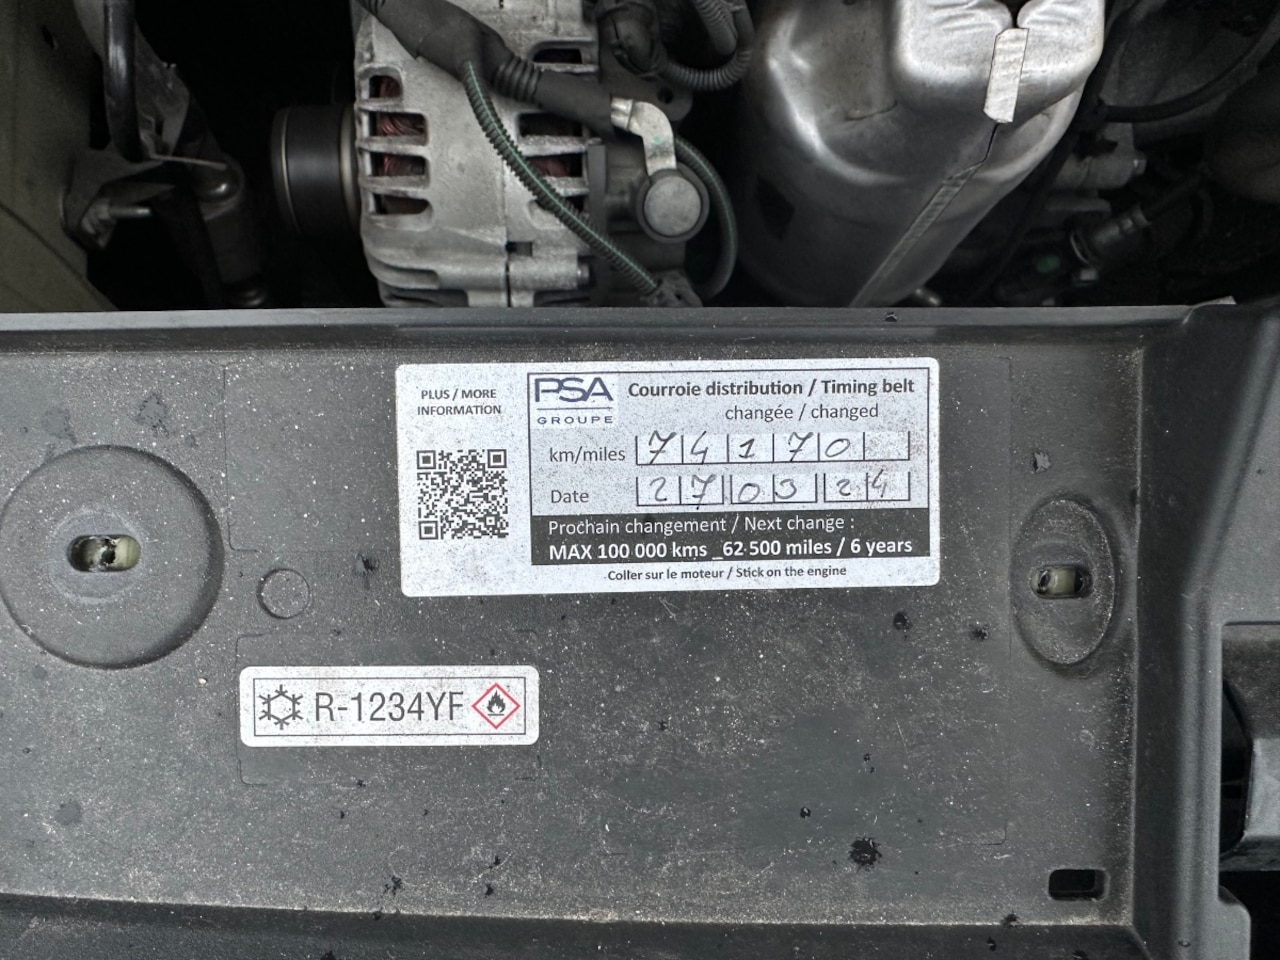 PLUS / MORE
INFORMATION
PSA
GROUPE
Courroie distribution / Timing belt
changée / changed
km/miles 74170
Date 27 03 24
Prochain changement / Next change :
MAX 100 000 kms _62 500 miles / 6 years
Coller sur le moteur / Stick on the engine
R-1234YF